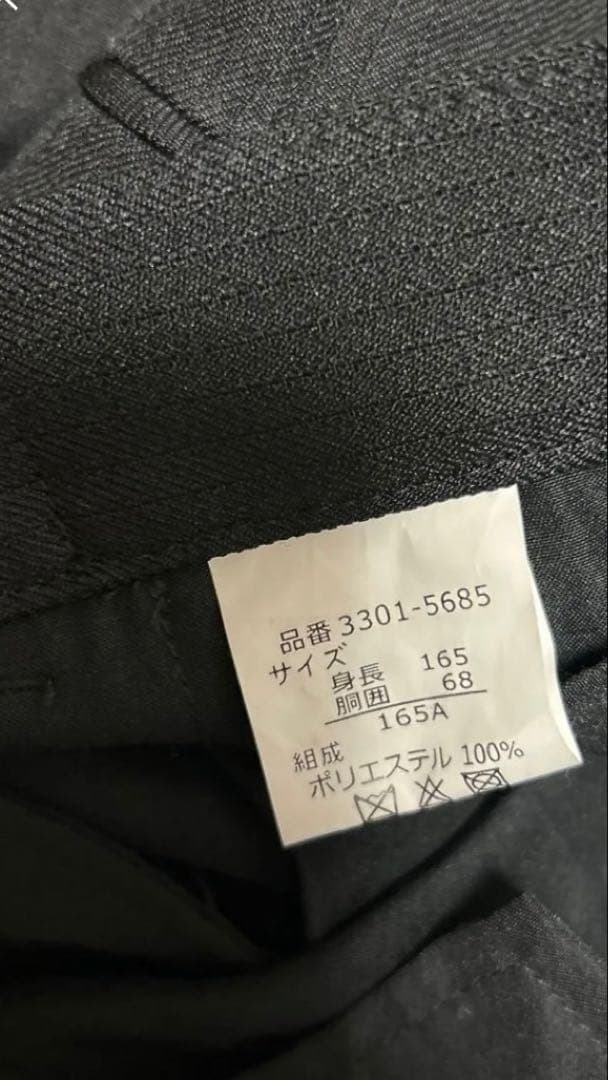 品番 3301-5685
サイズ
身長 165
胴囲 68
165A
組成
ポリエステル 100%